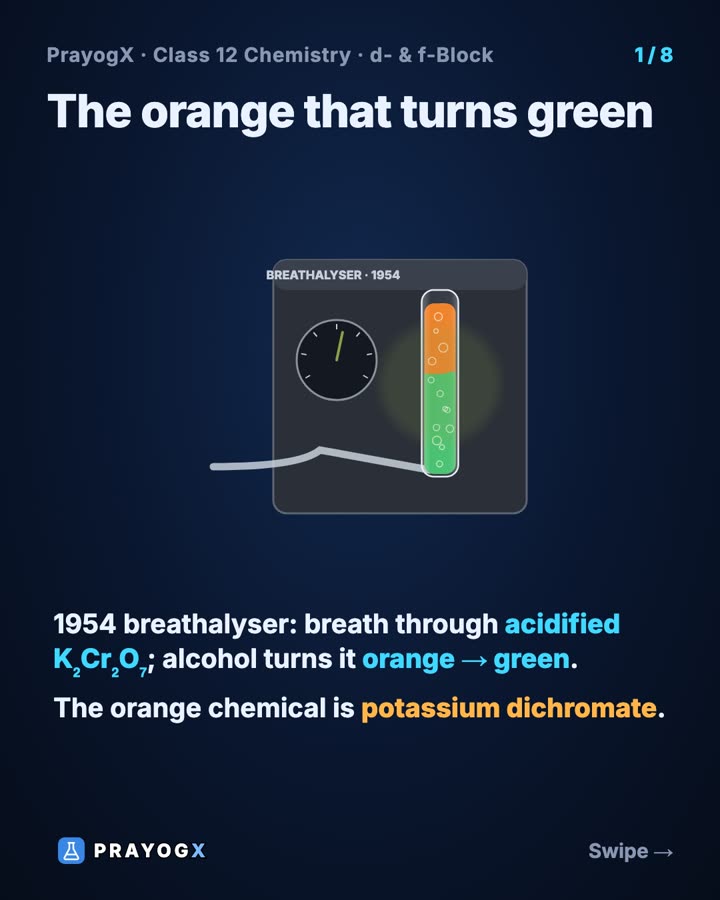 PrayogX · Class 12 Chemistry · d- & f-Block
1 / 8
The orange that turns green
BREATHALYSER · 1954
1954 breathalyser: breath through acidified
K₂Cr₂O₇; alcohol turns it orange → green.
The orange chemical is potassium dichromate.
PRAYOGX
Swipe →